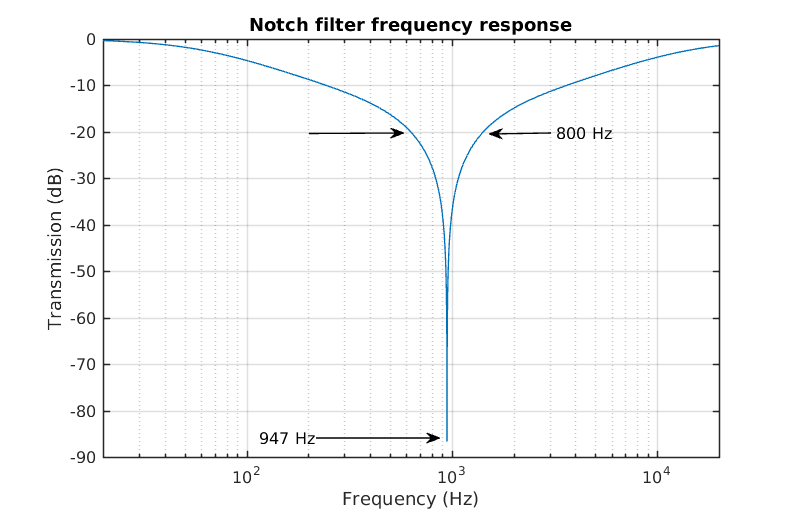 Notch filter frequency response
0
-10
-20
-30
-40
-50
-60
-70
-80
-90
Transmission (dB)
800 Hz
947 Hz
10²
10³
10⁴
Frequency (Hz)